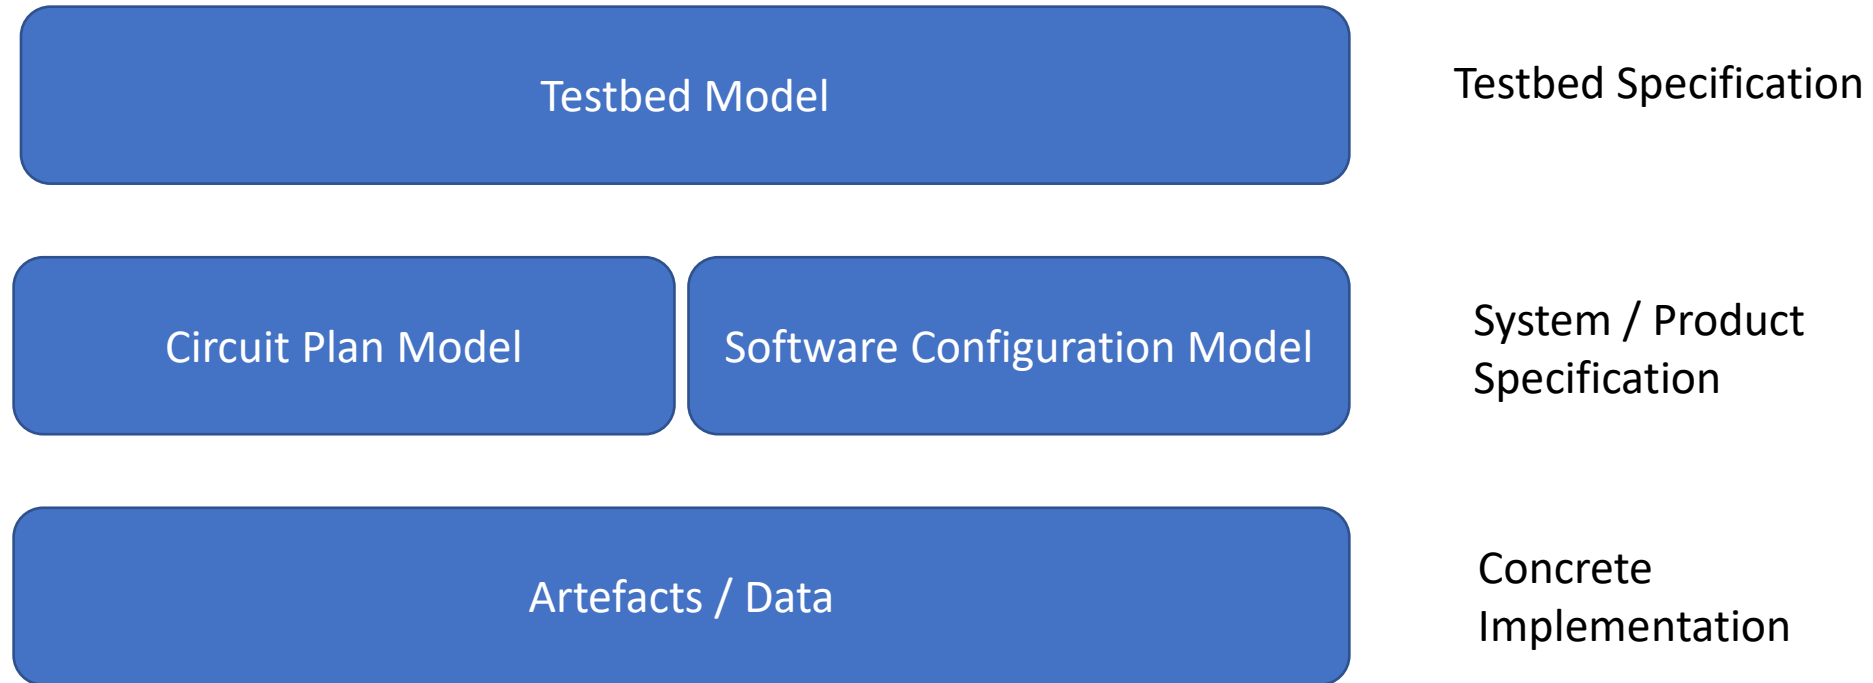 Testbed Model
Testbed Specification
Circuit Plan Model
Software Configuration Model
System / Product
Specification
Artefacts / Data
Concrete
Implementation